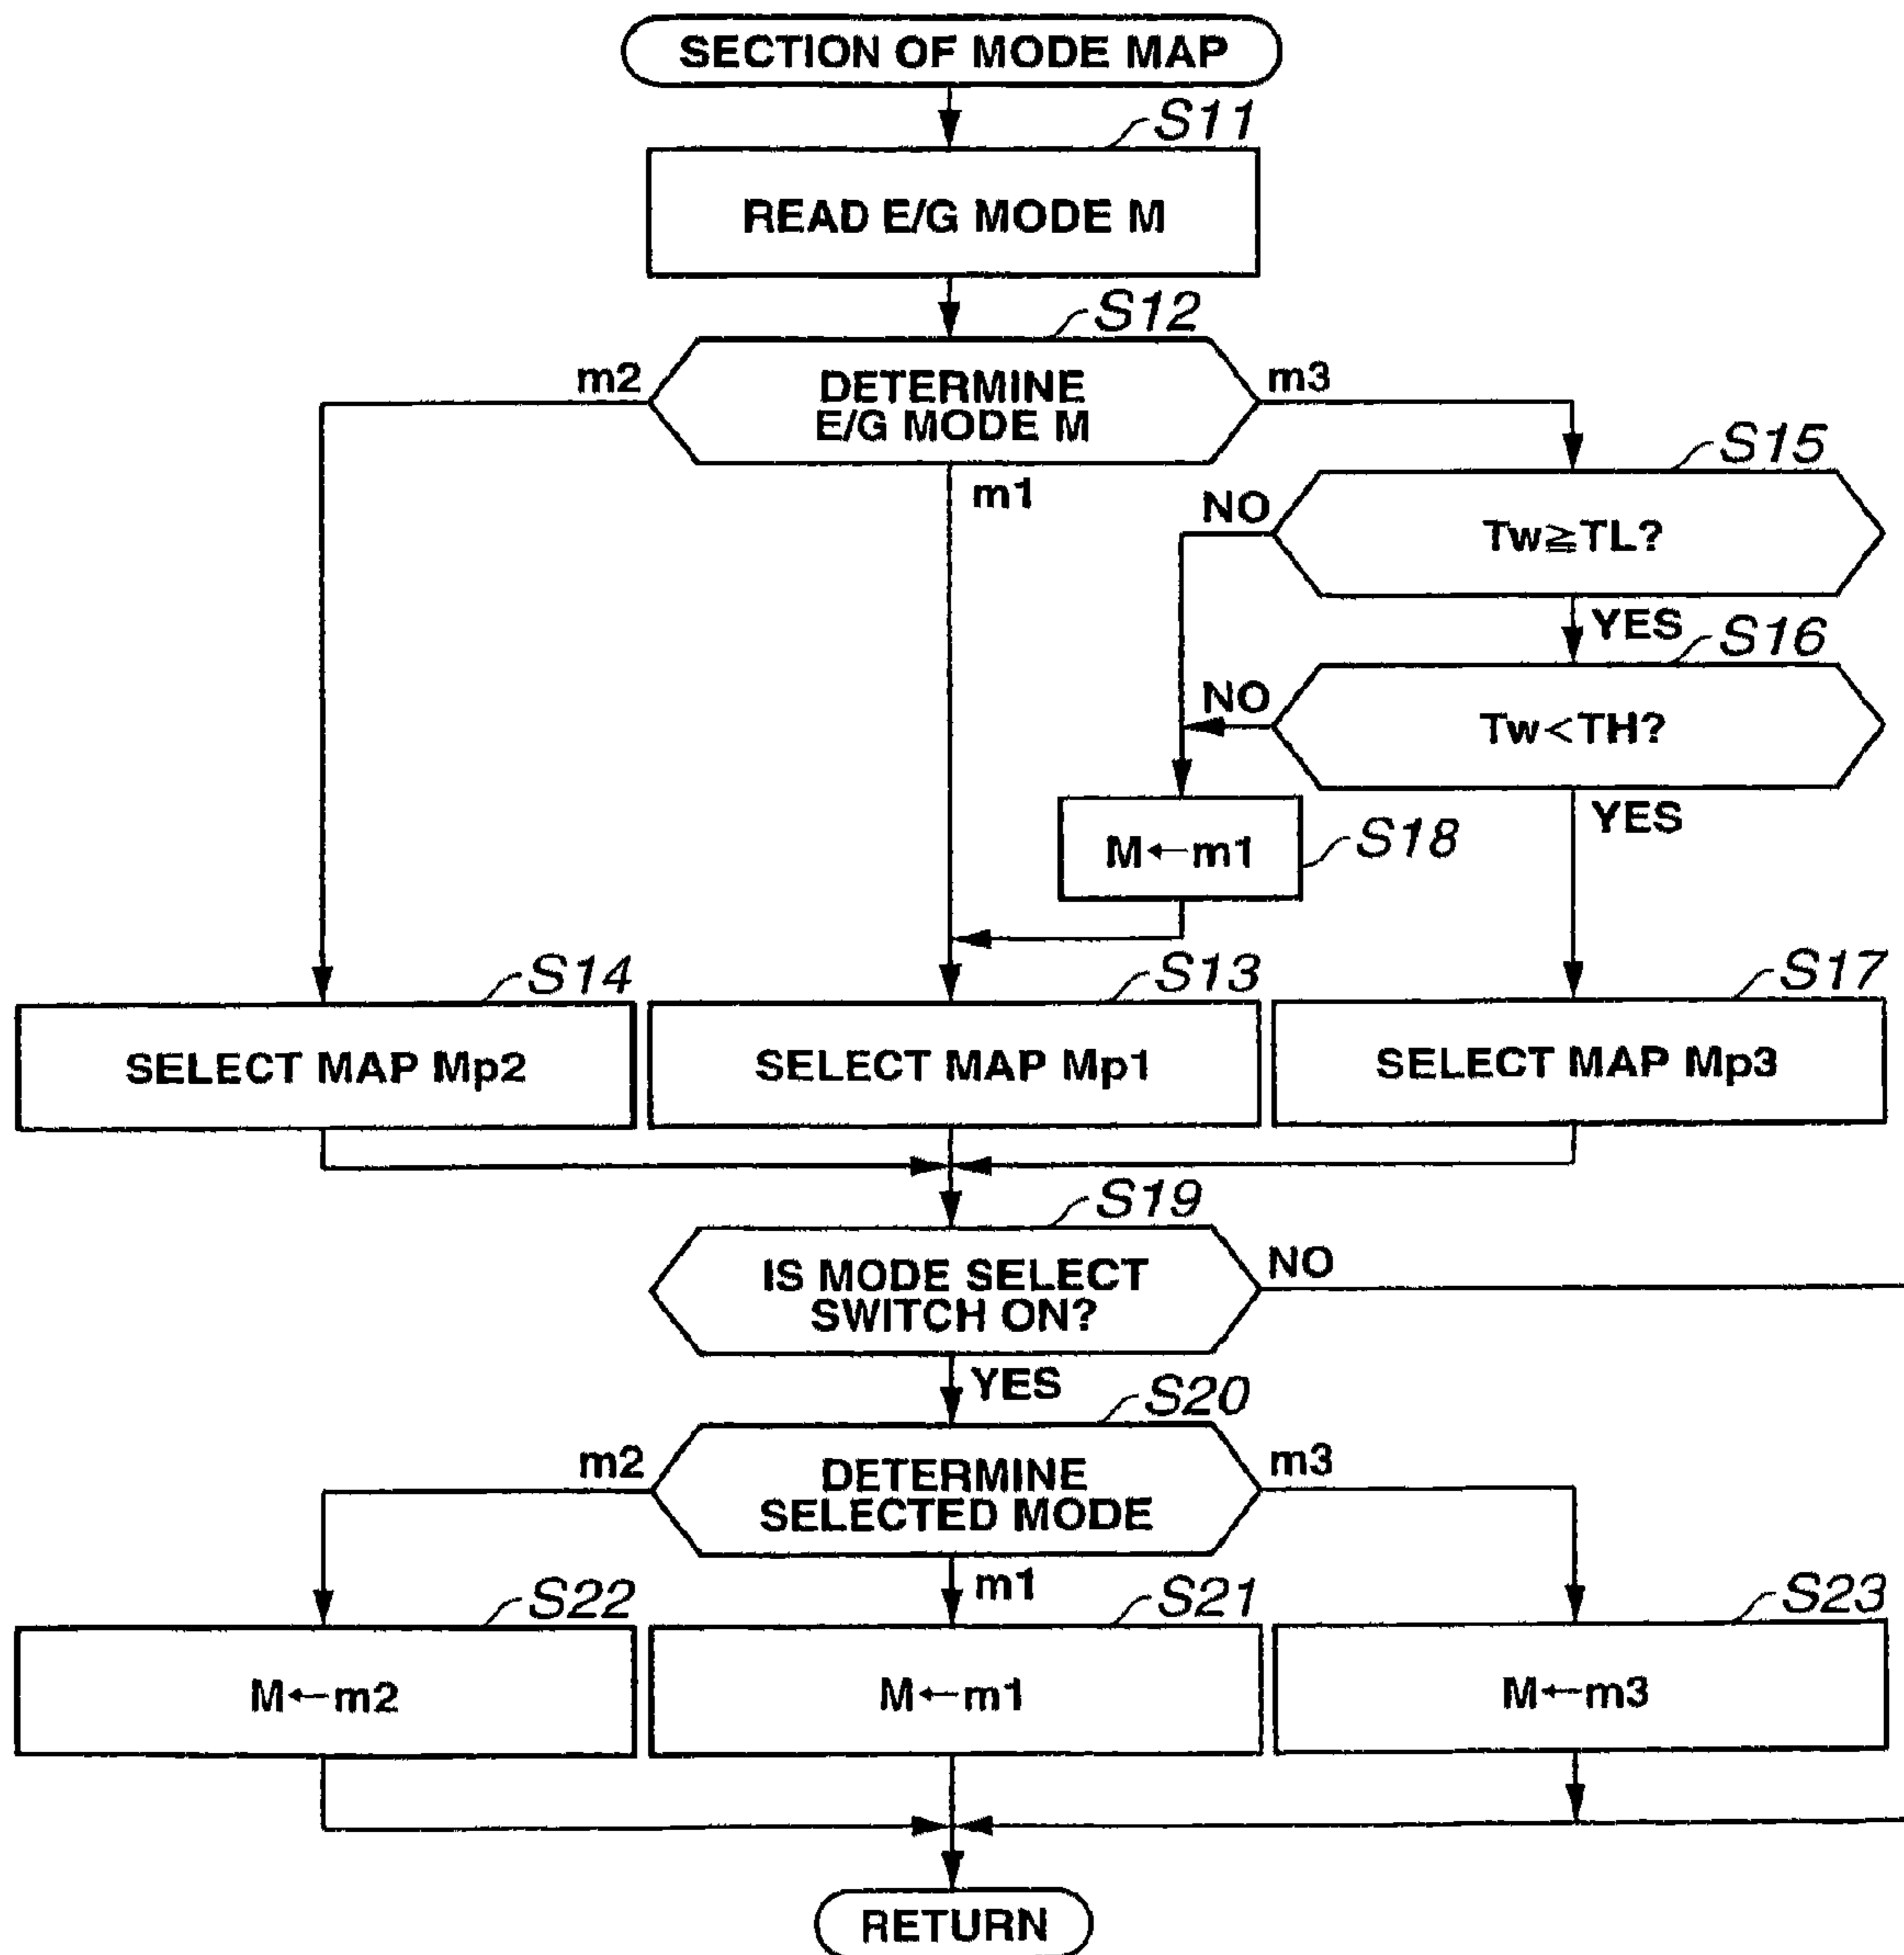 SECTION OF MODE MAP
S11
READ E/G MODE M
S12
DETERMINE
E/G MODE M
m2
m3
m1
S15
Tw≧TL?
NO
YES
S16
Tw<TH?
NO
YES
M←m1
S18
S14
SELECT MAP Mp2
S13
SELECT MAP Mp1
S17
SELECT MAP Mp3
S19
IS MODE SELECT
SWITCH ON?
NO
YES
S20
DETERMINE
SELECTED MODE
m2
m3
m1
S22
M←m2
S21
M←m1
S23
M←m3
RETURN